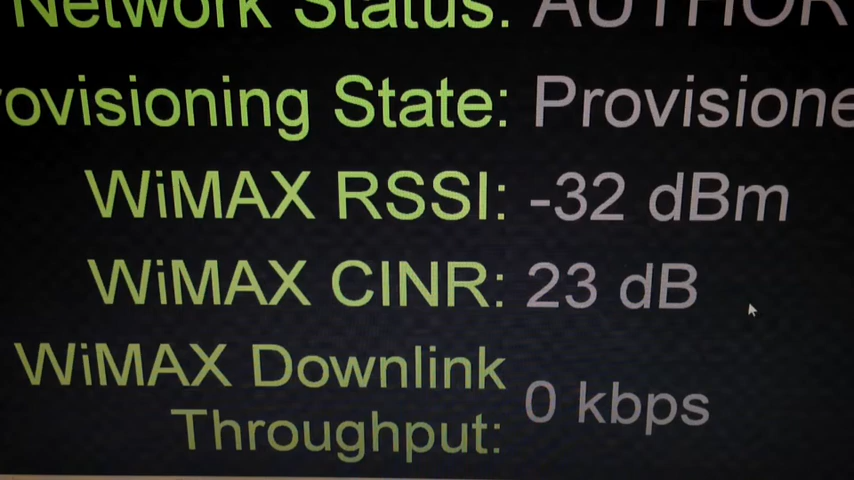 Network Status: AUTHOR
rovisioning State: Provisione
WiMAX RSSI: -32 dBm
WiMAX CINR: 23 dB
WiMAX Downlink
Throughput: 0 kbps